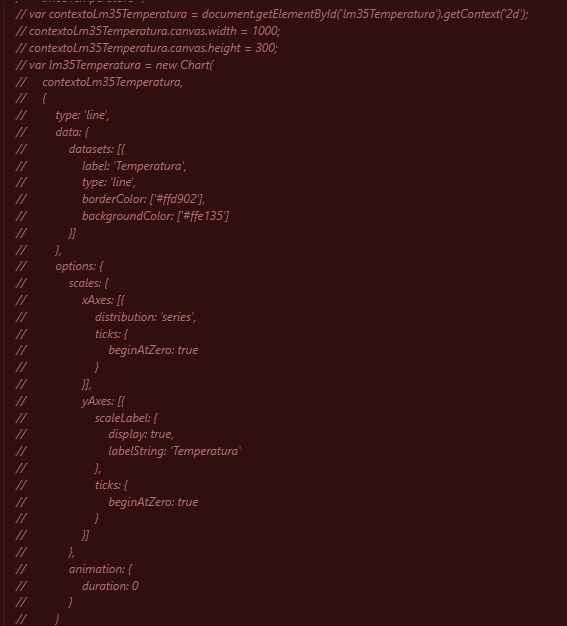 // var contextoLm35Temperatura = document.getElementById('lm35Temperatura').getContext('2d');
// contextoLm35Temperatura.canvas.width = 1000;
// contextoLm35Temperatura.canvas.height = 300;
// var lm35Temperatura = new Chart(
//     contextoLm35Temperatura,
//     {
//         type: 'line',
//         data: {
//             datasets: [{
//                 label: 'Temperatura',
//                 type: 'line',
//                 borderColor: ['#ffd902'],
//                 backgroundColor: ['#ffe135']
//             }]
//         },
//         options: {
//             scales: {
//                 xAxes: [{
//                     distribution: 'series',
//                     ticks: {
//                         beginAtZero: true
//                     }
//                 }],
//                 yAxes: [{
//                     scaleLabel: {
//                         display: true,
//                         labelString: 'Temperatura'
//                     },
//                     ticks: {
//                         beginAtZero: true
//                     }
//                 }]
//             },
//             animation: {
//                 duration: 0
//             }
//         }